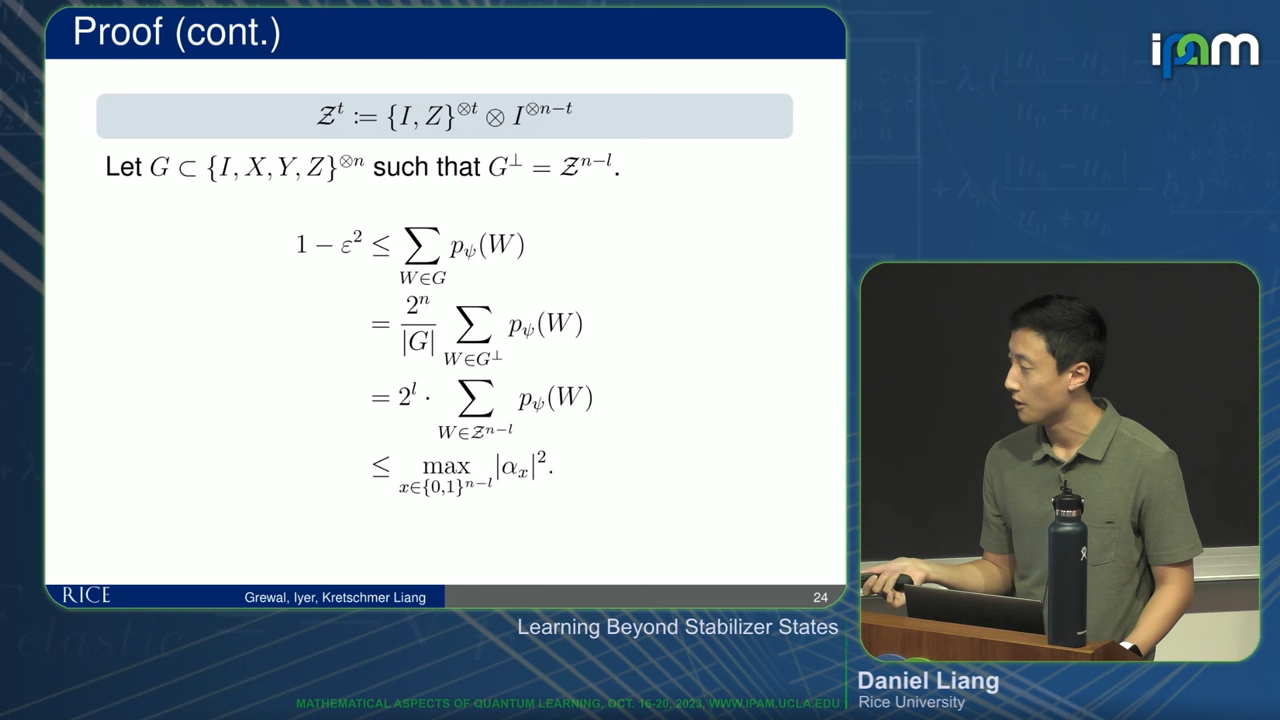 Proof (cont.)
ipam
𝒵ᵗ := {I, Z}^{⊗t} ⊗ I^{⊗n−t}
Let G ⊂ {I, X, Y, Z}^{⊗n} such that G^⊥ = 𝒵^{n−l}.
1 − ε² ≤ ∑_{W∈G} p_ψ(W)
= 2ⁿ/|G| ∑_{W∈G^⊥} p_ψ(W)
= 2^l · ∑_{W∈𝒵^{n−l}} p_ψ(W)
≤ max_{x∈{0,1}^{n−l}} |α_x|².
RICE
Grewal, Iyer, Kretschmer Liang
24
Learning Beyond Stabilizer States
Daniel Liang
Rice University
MATHEMATICAL ASPECTS OF QUANTUM LEARNING, OCT. 16-20, 2023, WWW.IPAM.UCLA.EDU